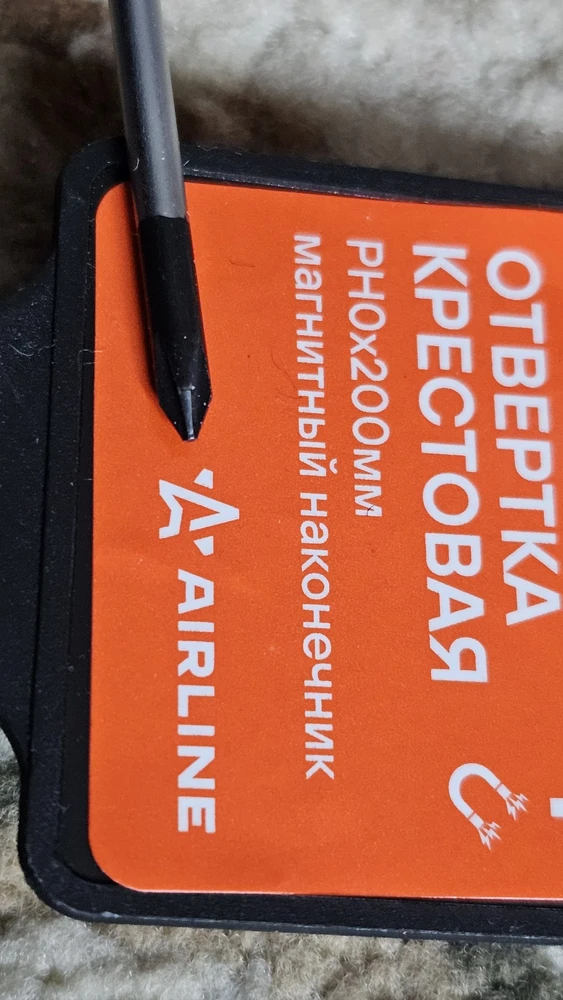 ОТВЕРТКА
КРЕСТОВАЯ
PH0x200мм
магнитный наконечник
AIRLINE